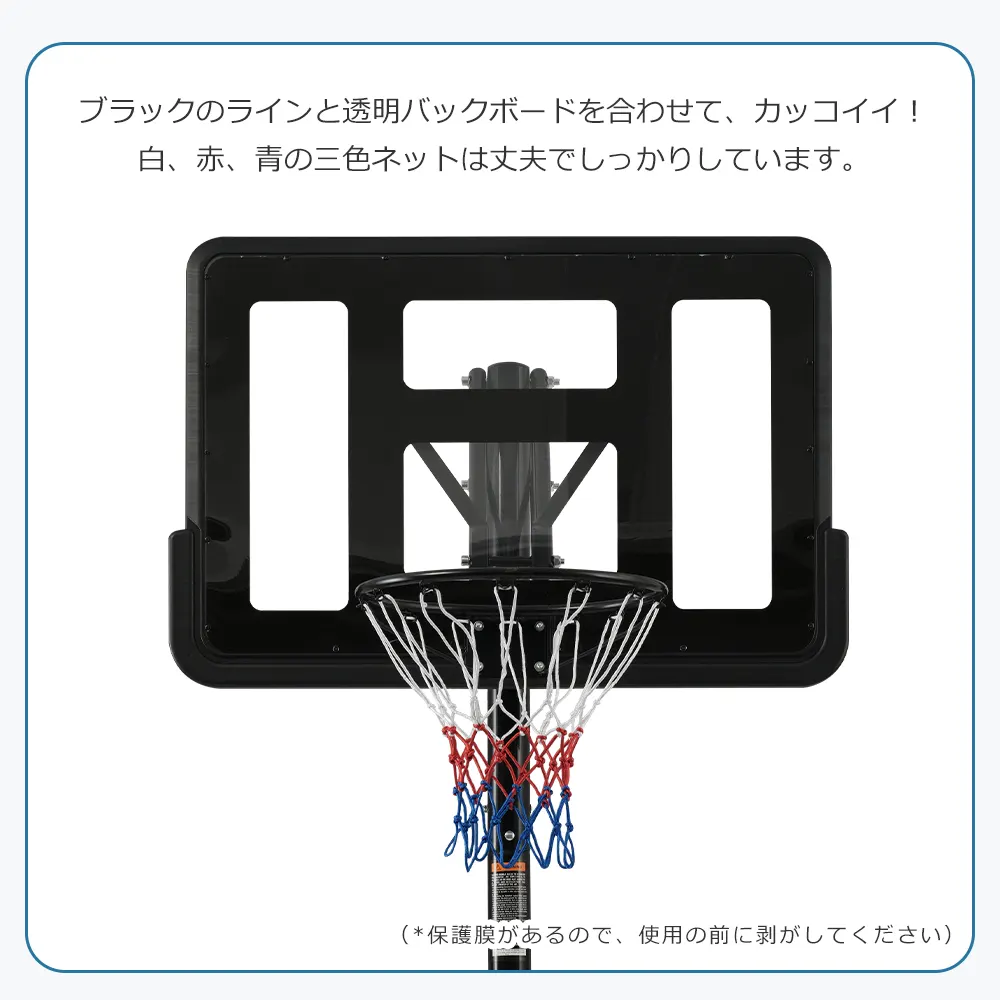 ブラックのラインと透明バックボードを合わせて、カッコイイ！
白、赤、青の三色ネットは丈夫でしっかりしています。
（*保護膜があるので、使用の前に剥がしてください）